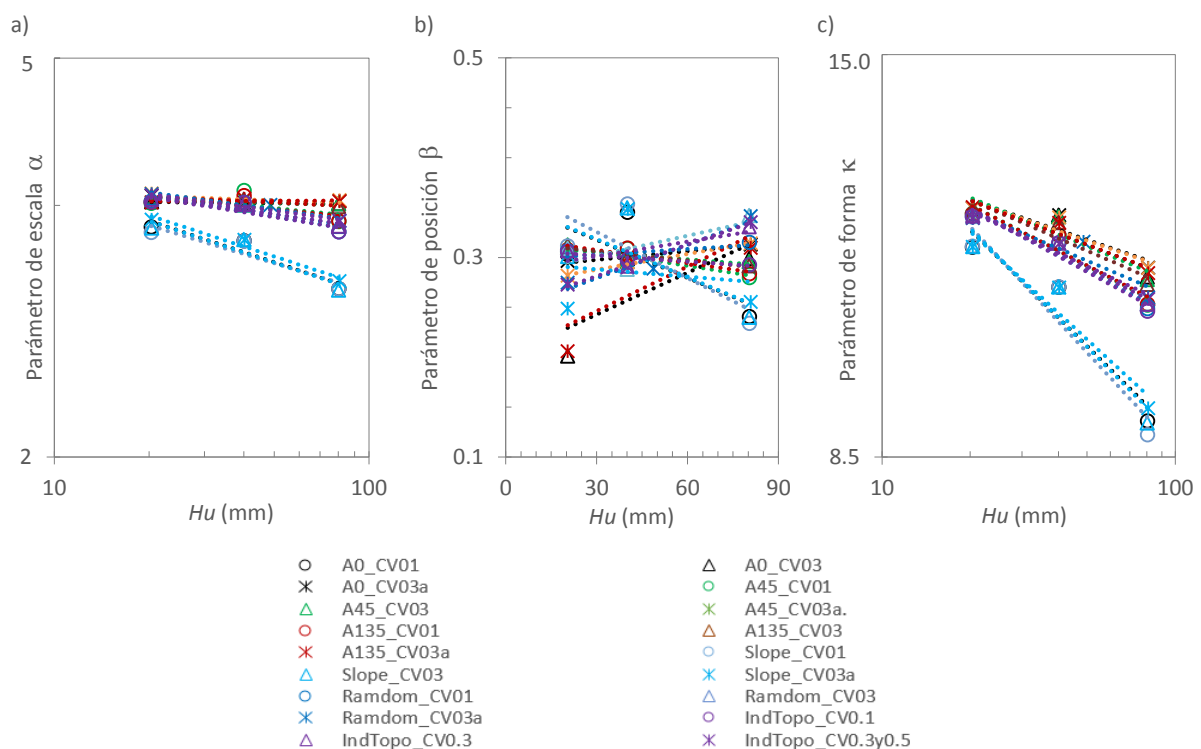 a)
b)
c)
5
2
10
100
Parámetro de escala α
Hu (mm)
0.5
0.3
0.1
0
30
60
90
Parámetro de posición β
Hu (mm)
15.0
8.5
10
100
Parámetro de forma κ
Hu (mm)
A0_CV01
A0_CV03
A0_CV03a
A45_CV01
A45_CV03
A45_CV03a.
A135_CV01
A135_CV03
A135_CV03a
Slope_CV01
Slope_CV03
Slope_CV03a
Ramdom_CV01
Ramdom_CV03
Ramdom_CV03a
IndTopo_CV0.1
IndTopo_CV0.3
IndTopo_CV0.3y0.5